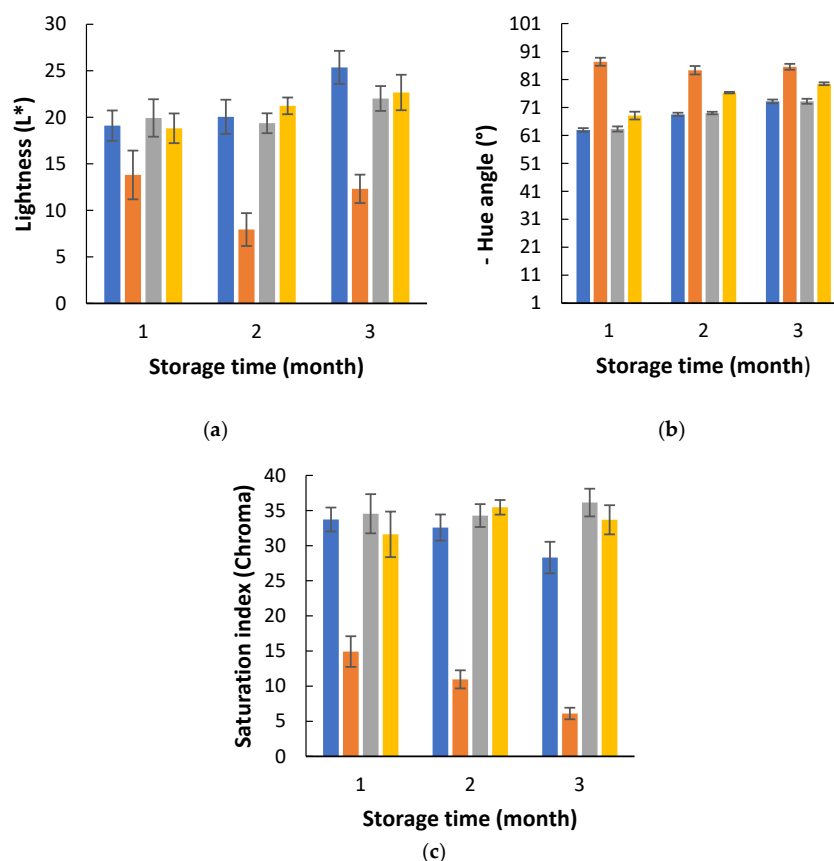 30
25
20
15
10
5
0
Lightness (L*)
1 2 3
Storage time (month)
(a)
101
91
81
71
61
51
41
31
21
11
1
- Hue angle (°)
1 2 3
Storage time (month)
(b)
40
35
30
25
20
15
10
5
0
Saturation index (Chroma)
1 2 3
Storage time (month)
(c)